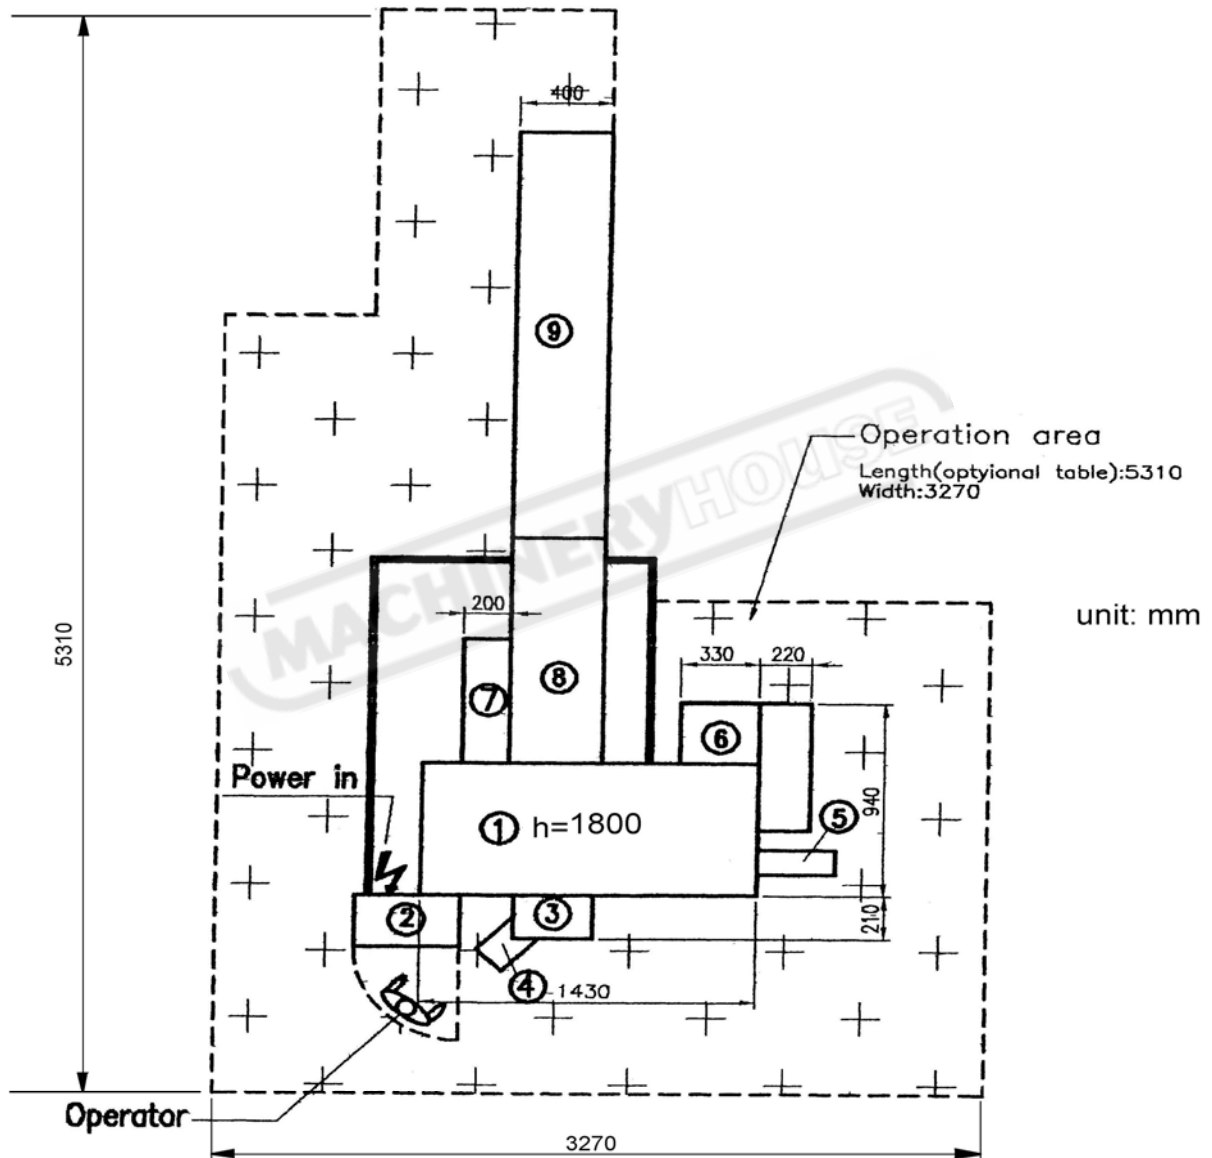 400
⑨
Operation area
Length(optyional table):5310
Width:3270
MACHINERYHOUSE
200
unit: mm
5310
330
220
⑧
⑦
⑥
Power in
940
⑤
① h=1800
②
③
210
④
1430
Operator
3270